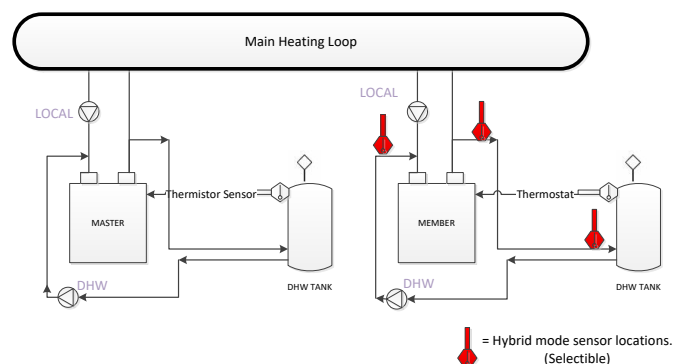 Main Heating Loop
LOCAL
LOCAL
Thermistor Sensor
Thermostat
MASTER
MEMBER
DHW
DHW TANK
DHW
DHW TANK
= Hybrid mode sensor locations.
(Selectible)